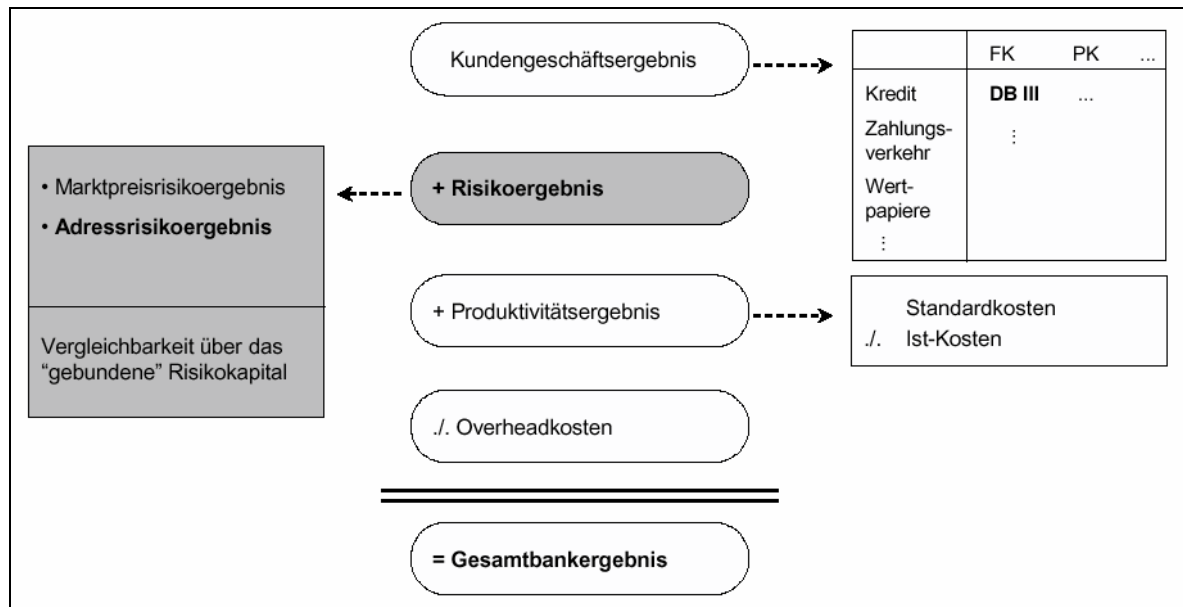 Kundengeschäftsergebnis
FK PK ...
Kredit DB III ...
Zahlungs-
verkehr ⋮
Wert-
papiere
⋮
• Marktpreisrisikoergebnis
• Adressrisikoergebnis
Vergleichbarkeit über das
“gebundene” Risikokapital
+ Risikoergebnis
+ Produktivitätsergebnis
Standardkosten
./. Ist-Kosten
./. Overheadkosten
= Gesamtbankergebnis